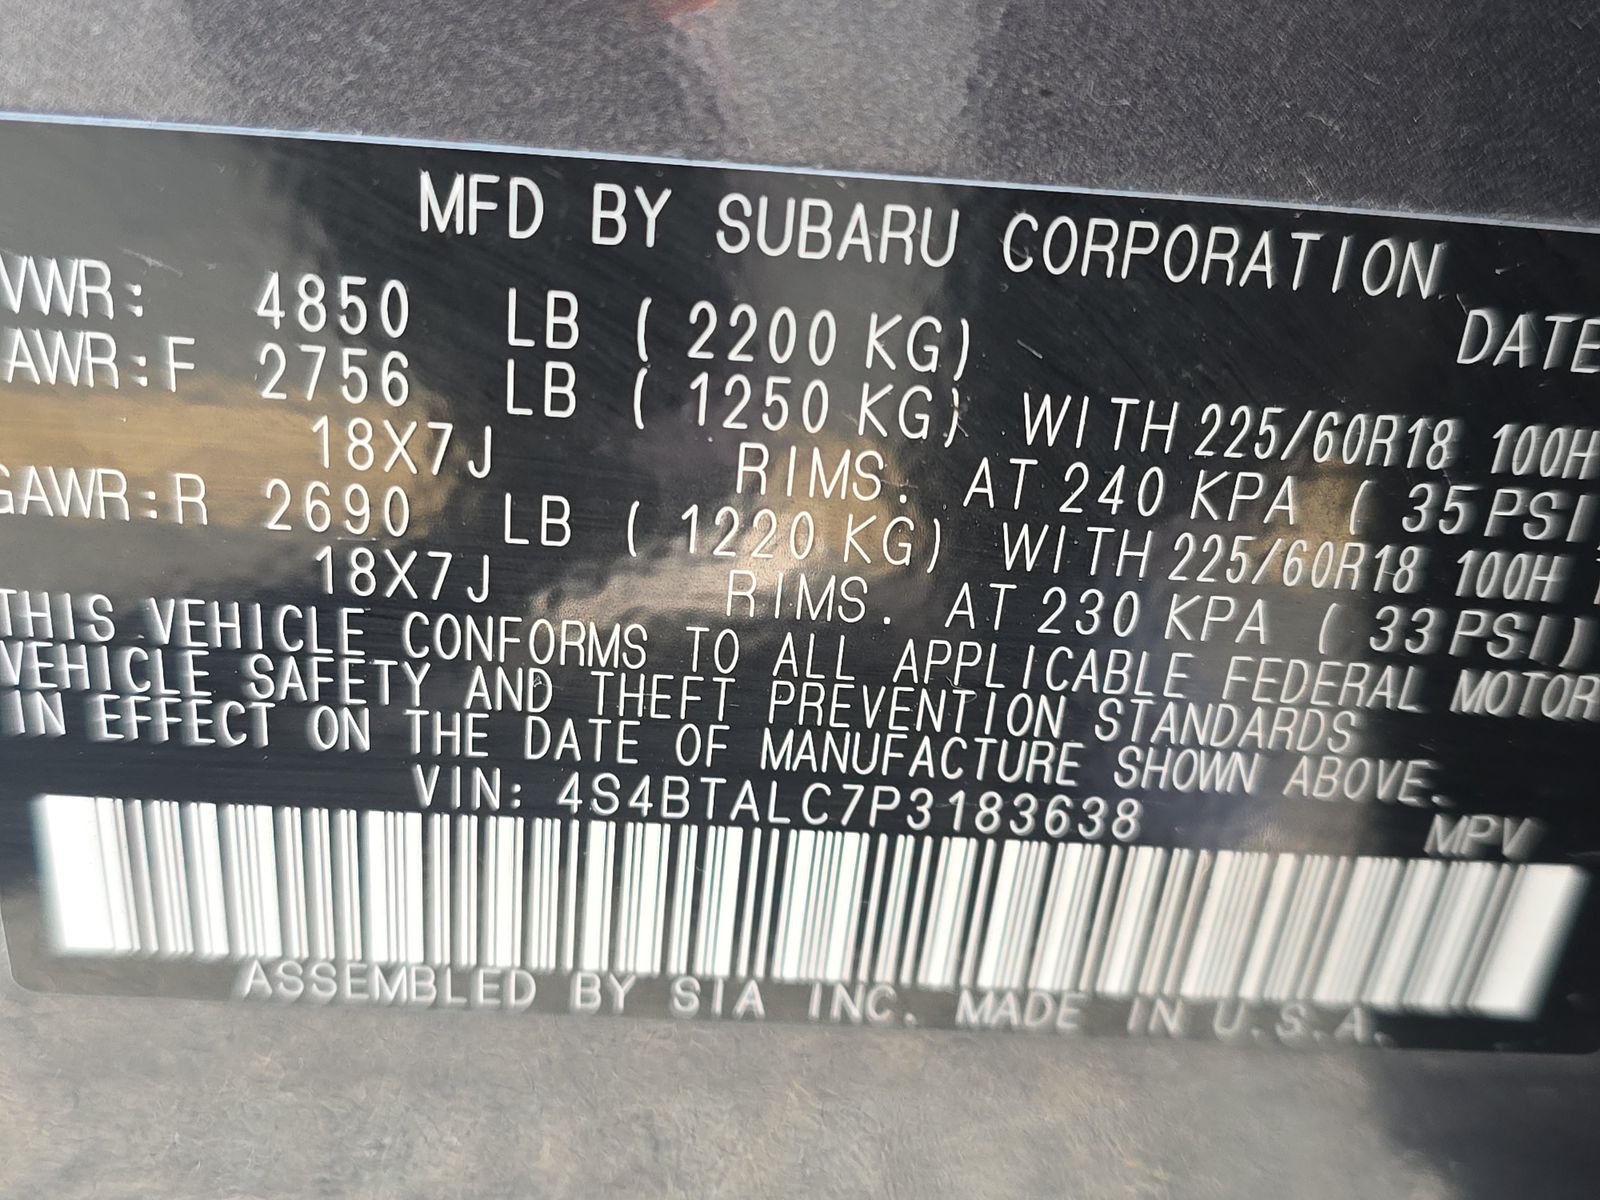 MFD BY SUBARU CORPORATION
VWR: 4850 LB ( 2200 KG) DATE
AWR:F 2756 LB ( 1250 KG) WITH 225/60R18 100H
18X7J RIMS. AT 240 KPA ( 35 PSI)
GAWR:R 2690 LB ( 1220 KG) WITH 225/60R18 100H
18X7J RIMS. AT 230 KPA ( 33 PSI)
THIS VEHICLE CONFORMS TO ALL APPLICABLE FEDERAL MOTOR
VEHICLE SAFETY AND THEFT PREVENTION STANDARDS
IN EFFECT ON THE DATE OF MANUFACTURE SHOWN ABOVE.
VIN: 4S4BTALC7P3183638 MPV
ASSEMBLED BY SIA INC. MADE IN U.S.A.